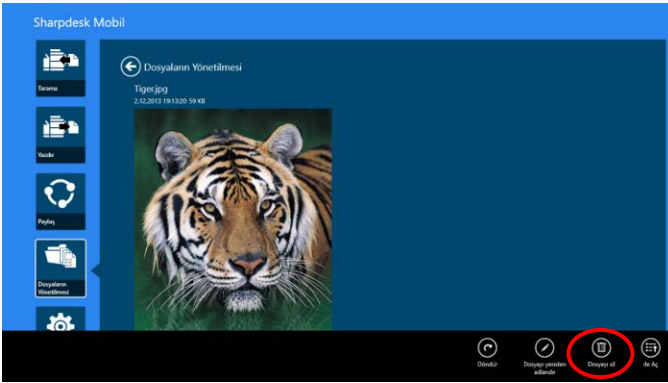 Sharpdesk Mobil
Tarama
Yazdır
Paylaş
Dosyaların
Yönetilmesi
Dosyaların Yönetilmesi
Tiger.jpg
2.12.2013 19:13:20 59 KB
Döndür
Dosyayı yeniden
adlandır
Dosyayı sil
ile Aç